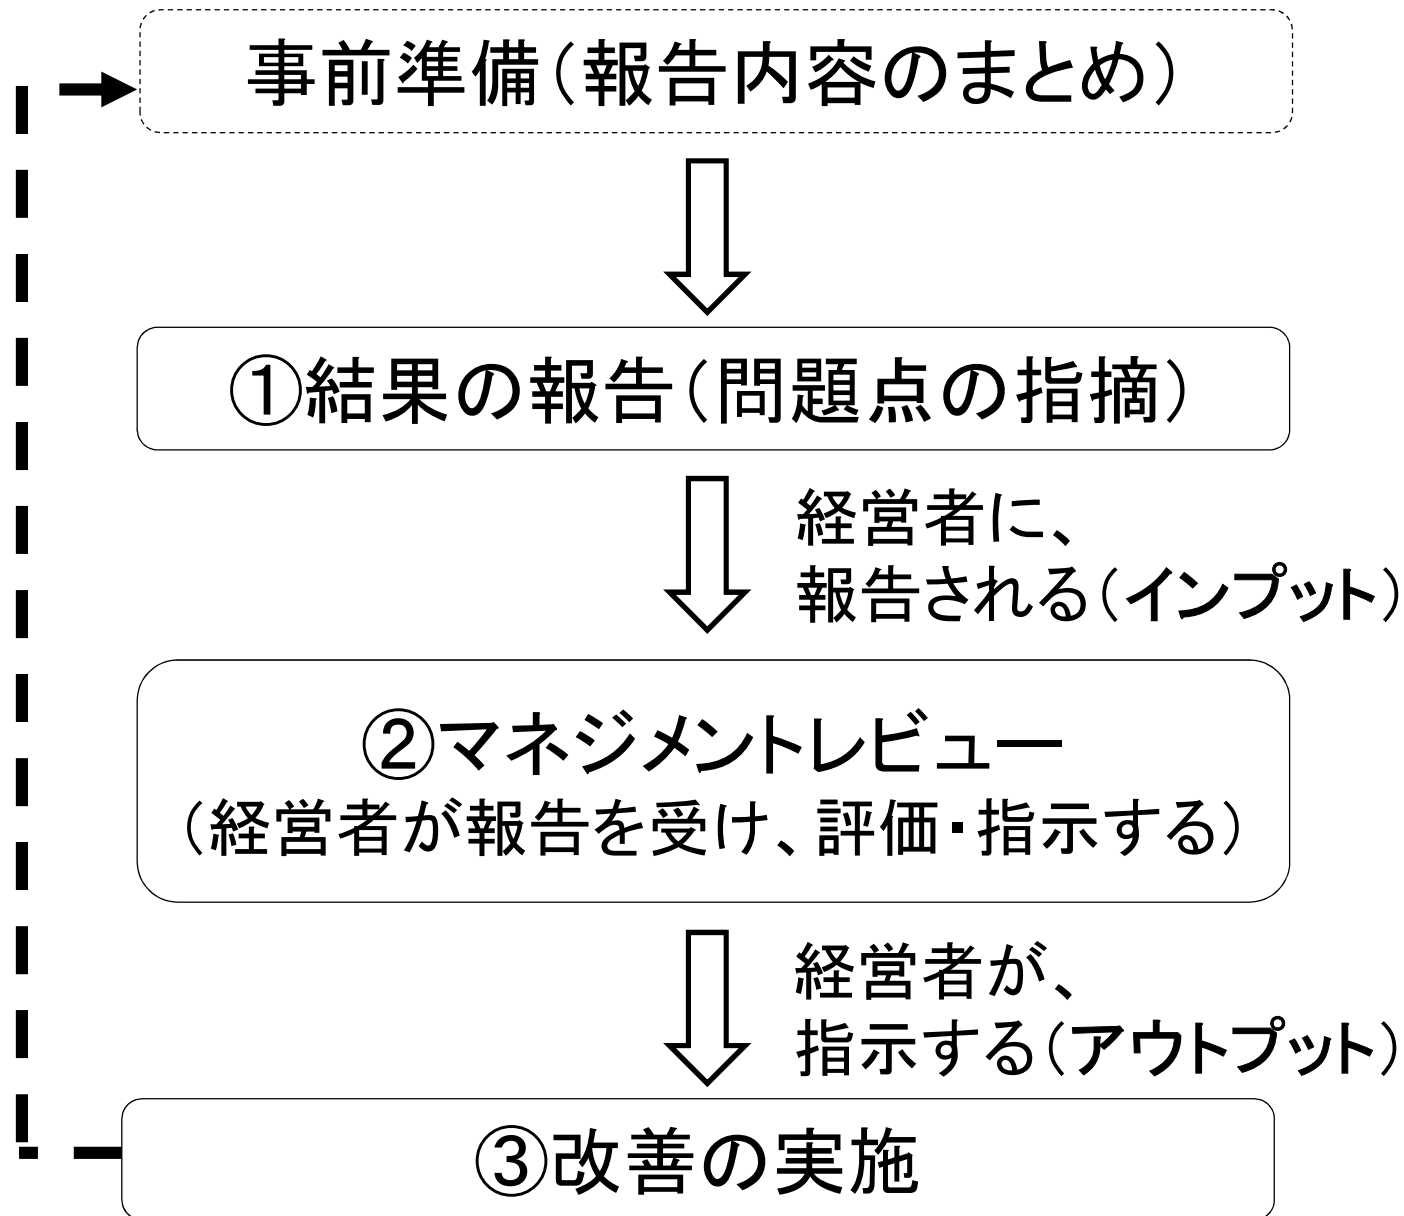 事前準備（報告内容のまとめ）
①結果の報告（問題点の指摘）
経営者に、
報告される（インプット）
②マネジメントレビュー
（経営者が報告を受け、評価・指示する）
経営者が、
指示する（アウトプット）
③改善の実施